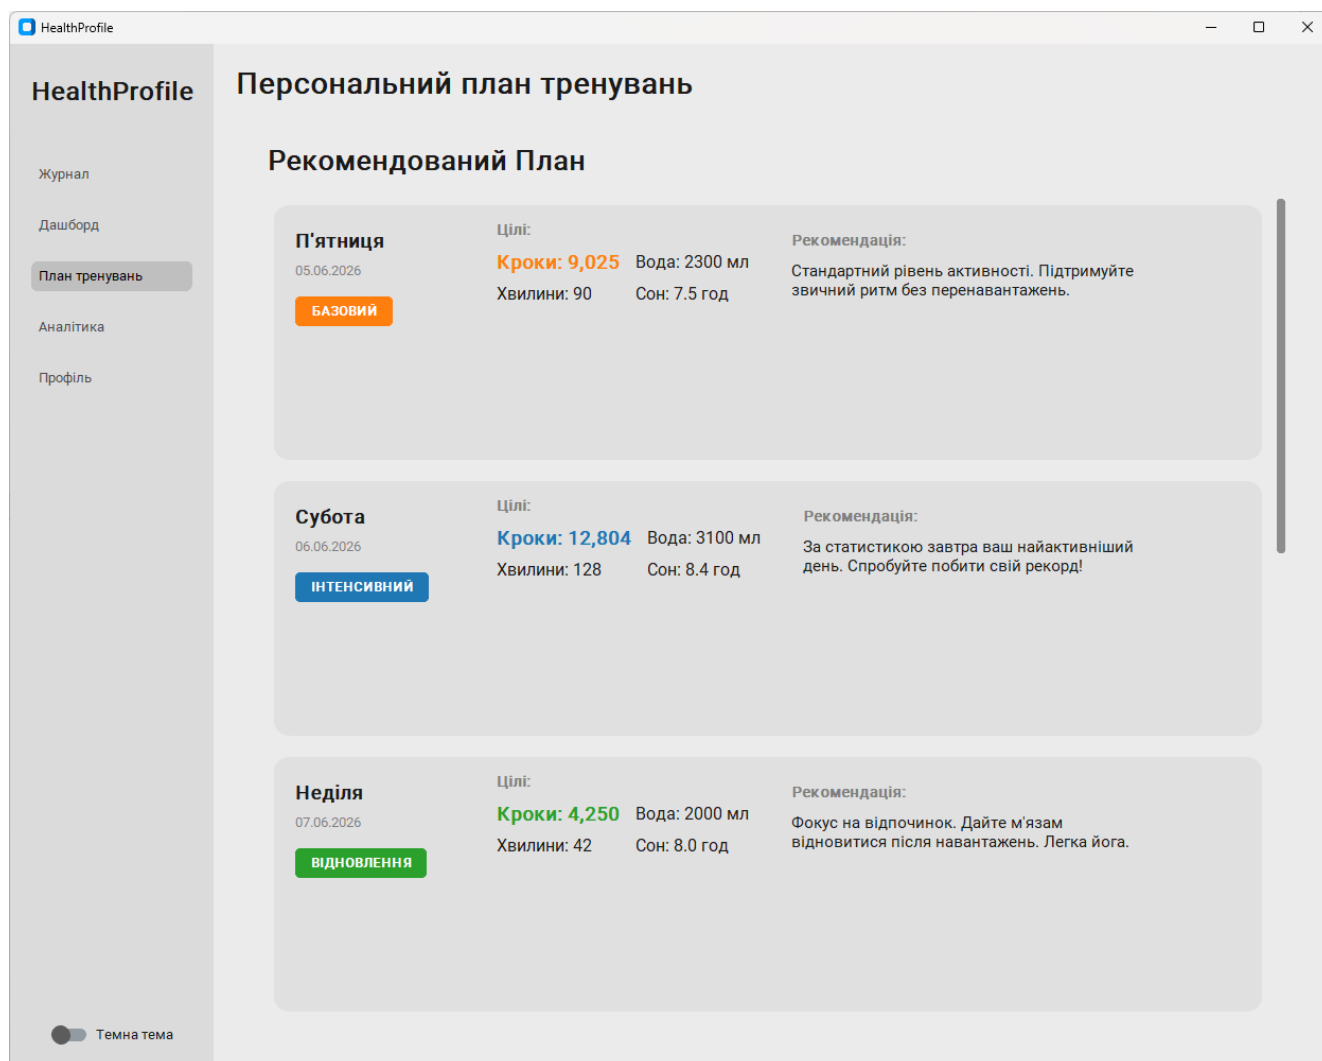 HealthProfile
HealthProfile
Журнал
Дашборд
План тренувань
Аналітика
Профіль
Темна тема
Персональний план тренувань
Рекомендований План
П'ятниця
05.06.2026
БАЗОВИЙ
Цілі:
Кроки: 9,025 Вода: 2300 мл
Хвилини: 90 Сон: 7.5 год
Рекомендація:
Стандартний рівень активності. Підтримуйте
звичний ритм без перенавантажень.
Субота
06.06.2026
ІНТЕНСИВНИЙ
Цілі:
Кроки: 12,804 Вода: 3100 мл
Хвилини: 128 Сон: 8.4 год
Рекомендація:
За статистикою завтра ваш найактивніший
день. Спробуйте побити свій рекорд!
Неділя
07.06.2026
ВІДНОВЛЕННЯ
Цілі:
Кроки: 4,250 Вода: 2000 мл
Хвилини: 42 Сон: 8.0 год
Рекомендація:
Фокус на відпочинок. Дайте м'язам
відновитися після навантажень. Легка йога.